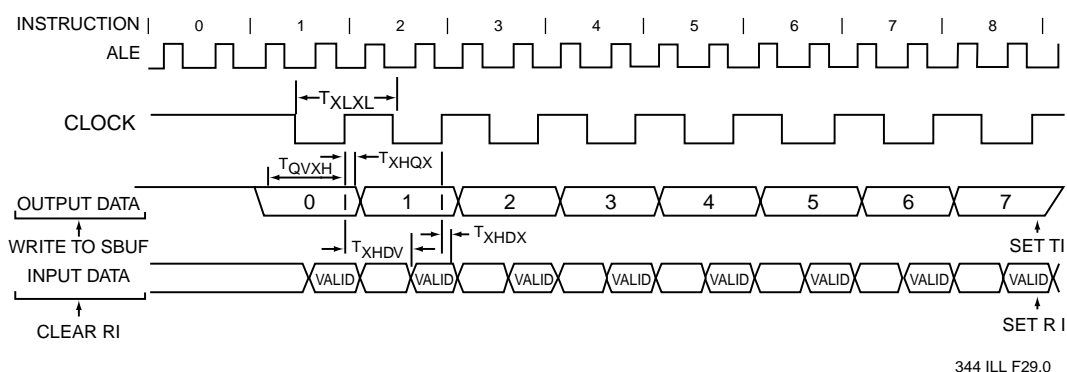 INSTRUCTION 0 1 2 3 4 5 6 7 8
ALE
TXLXL
CLOCK
TQVXH TXHQX
OUTPUT DATA 0 1 2 3 4 5 6 7
WRITE TO SBUF TXHDV TXHDX SET TI
INPUT DATA VALID VALID VALID VALID VALID VALID VALID VALID
CLEAR RI SET R I
344 ILL F29.0